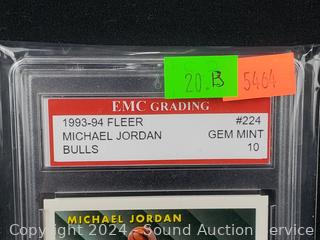 20. B
5464
EMC GRADING
1993-94 FLEER #224
MICHAEL JORDAN GEM MINT
BULLS 10
MICHAEL JORDAN
Copyright 2024 - Sound Auction Service